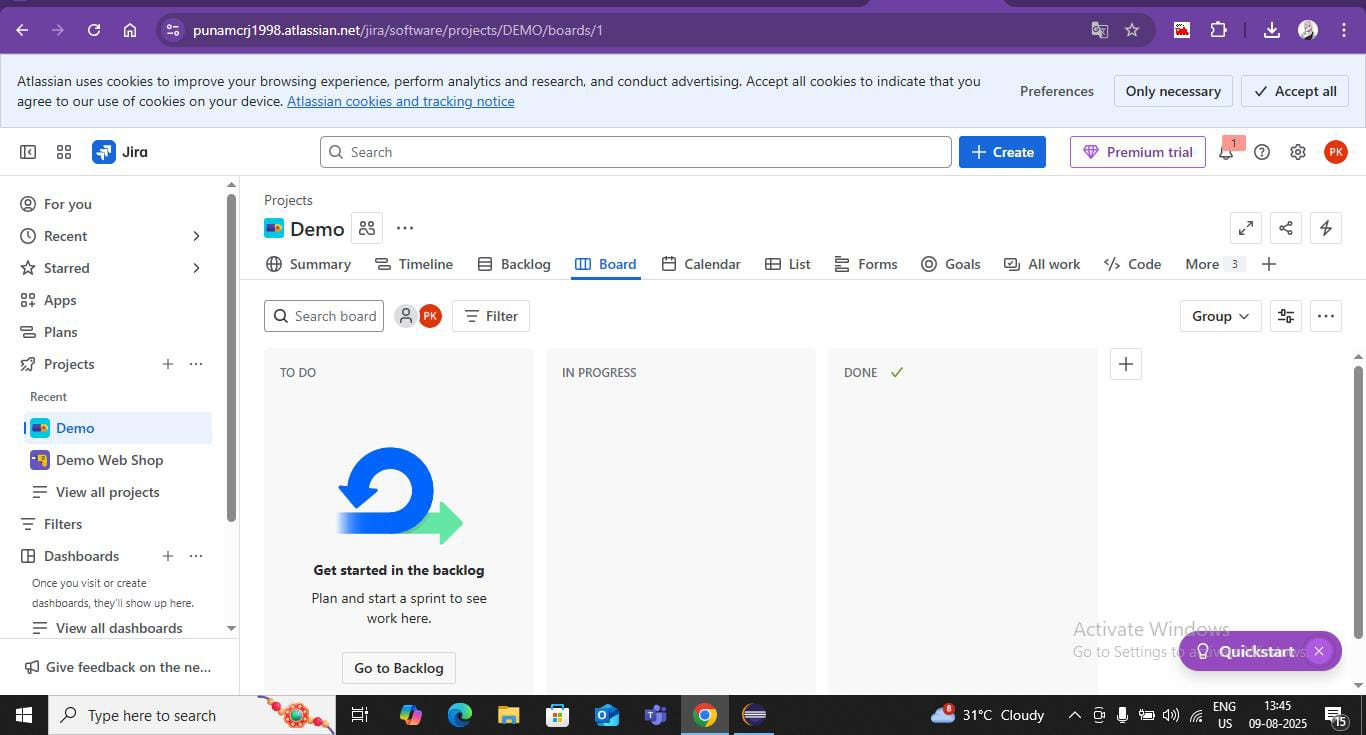 punamcrj1998.atlassian.net/jira/software/projects/DEMO/boards/1
Atlassian uses cookies to improve your browsing experience, perform analytics and research, and conduct advertising. Accept all cookies to indicate that you
agree to our use of cookies on your device. Atlassian cookies and tracking notice
Preferences
Only necessary
Accept all
Jira
Search
Create
Premium trial
1
PK
For you
Recent
Starred
Apps
Plans
Projects
Recent
Demo
Demo Web Shop
View all projects
Filters
Dashboards
Once you visit or create
dashboards, they'll show up here.
View all dashboards
Give feedback on the ne...
Projects
Demo
Summary
Timeline
Backlog
Board
Calendar
List
Forms
Goals
All work
Code
More 3
Search board
PK
Filter
Group
TO DO
IN PROGRESS
DONE
Get started in the backlog
Plan and start a sprint to see
work here.
Go to Backlog
Activate Windows
Go to Settings to
Quickstart
Type here to search
8
31°C Cloudy
ENG
US
13:45
09-08-2025
15